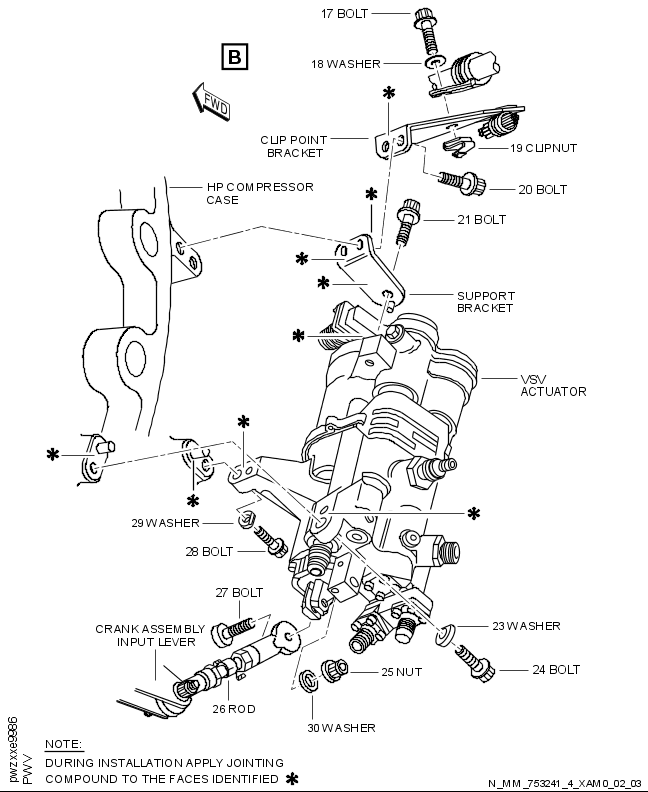 17 BOLT
B
18 WASHER
FWD
*
CLIP POINT
BRACKET
19 CLIPNUT
HP COMPRESSOR
CASE
20 BOLT
*
21 BOLT
*
*
SUPPORT
BRACKET
*
VSV
ACTUATOR
*
*
*
*
29 WASHER
28 BOLT
27 BOLT
CRANK ASSEMBLY
INPUT LEVER
23 WASHER
25 NUT
24 BOLT
26 ROD
30 WASHER
pwzxxe9986
PWV
NOTE:
DURING INSTALLATION APPLY JOINTING
COMPOUND TO THE FACES IDENTIFIED *
N_MM_753241_4_XAM0_02_03